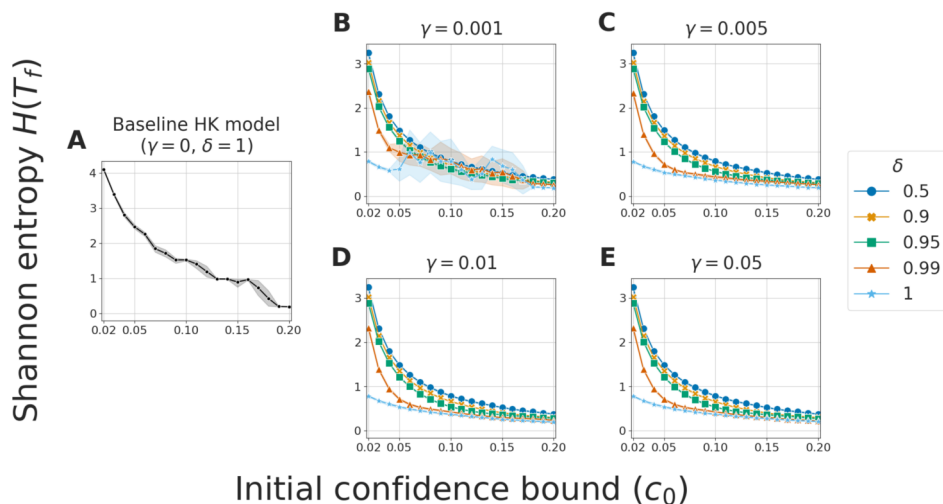 Shannon entropy H(T_f)
A
Baseline HK model
(γ=0, δ=1)
4
3
2
1
0
0.02 0.05 0.10 0.15 0.20
B
γ = 0.001
3
2
1
0
0.02 0.05 0.10 0.15 0.20
C
γ = 0.005
3
2
1
0
0.02 0.05 0.10 0.15 0.20
D
γ = 0.01
3
2
1
0
0.02 0.05 0.10 0.15 0.20
E
γ = 0.05
3
2
1
0
0.02 0.05 0.10 0.15 0.20
δ
0.5
0.9
0.95
0.99
1
Initial confidence bound (c_0)